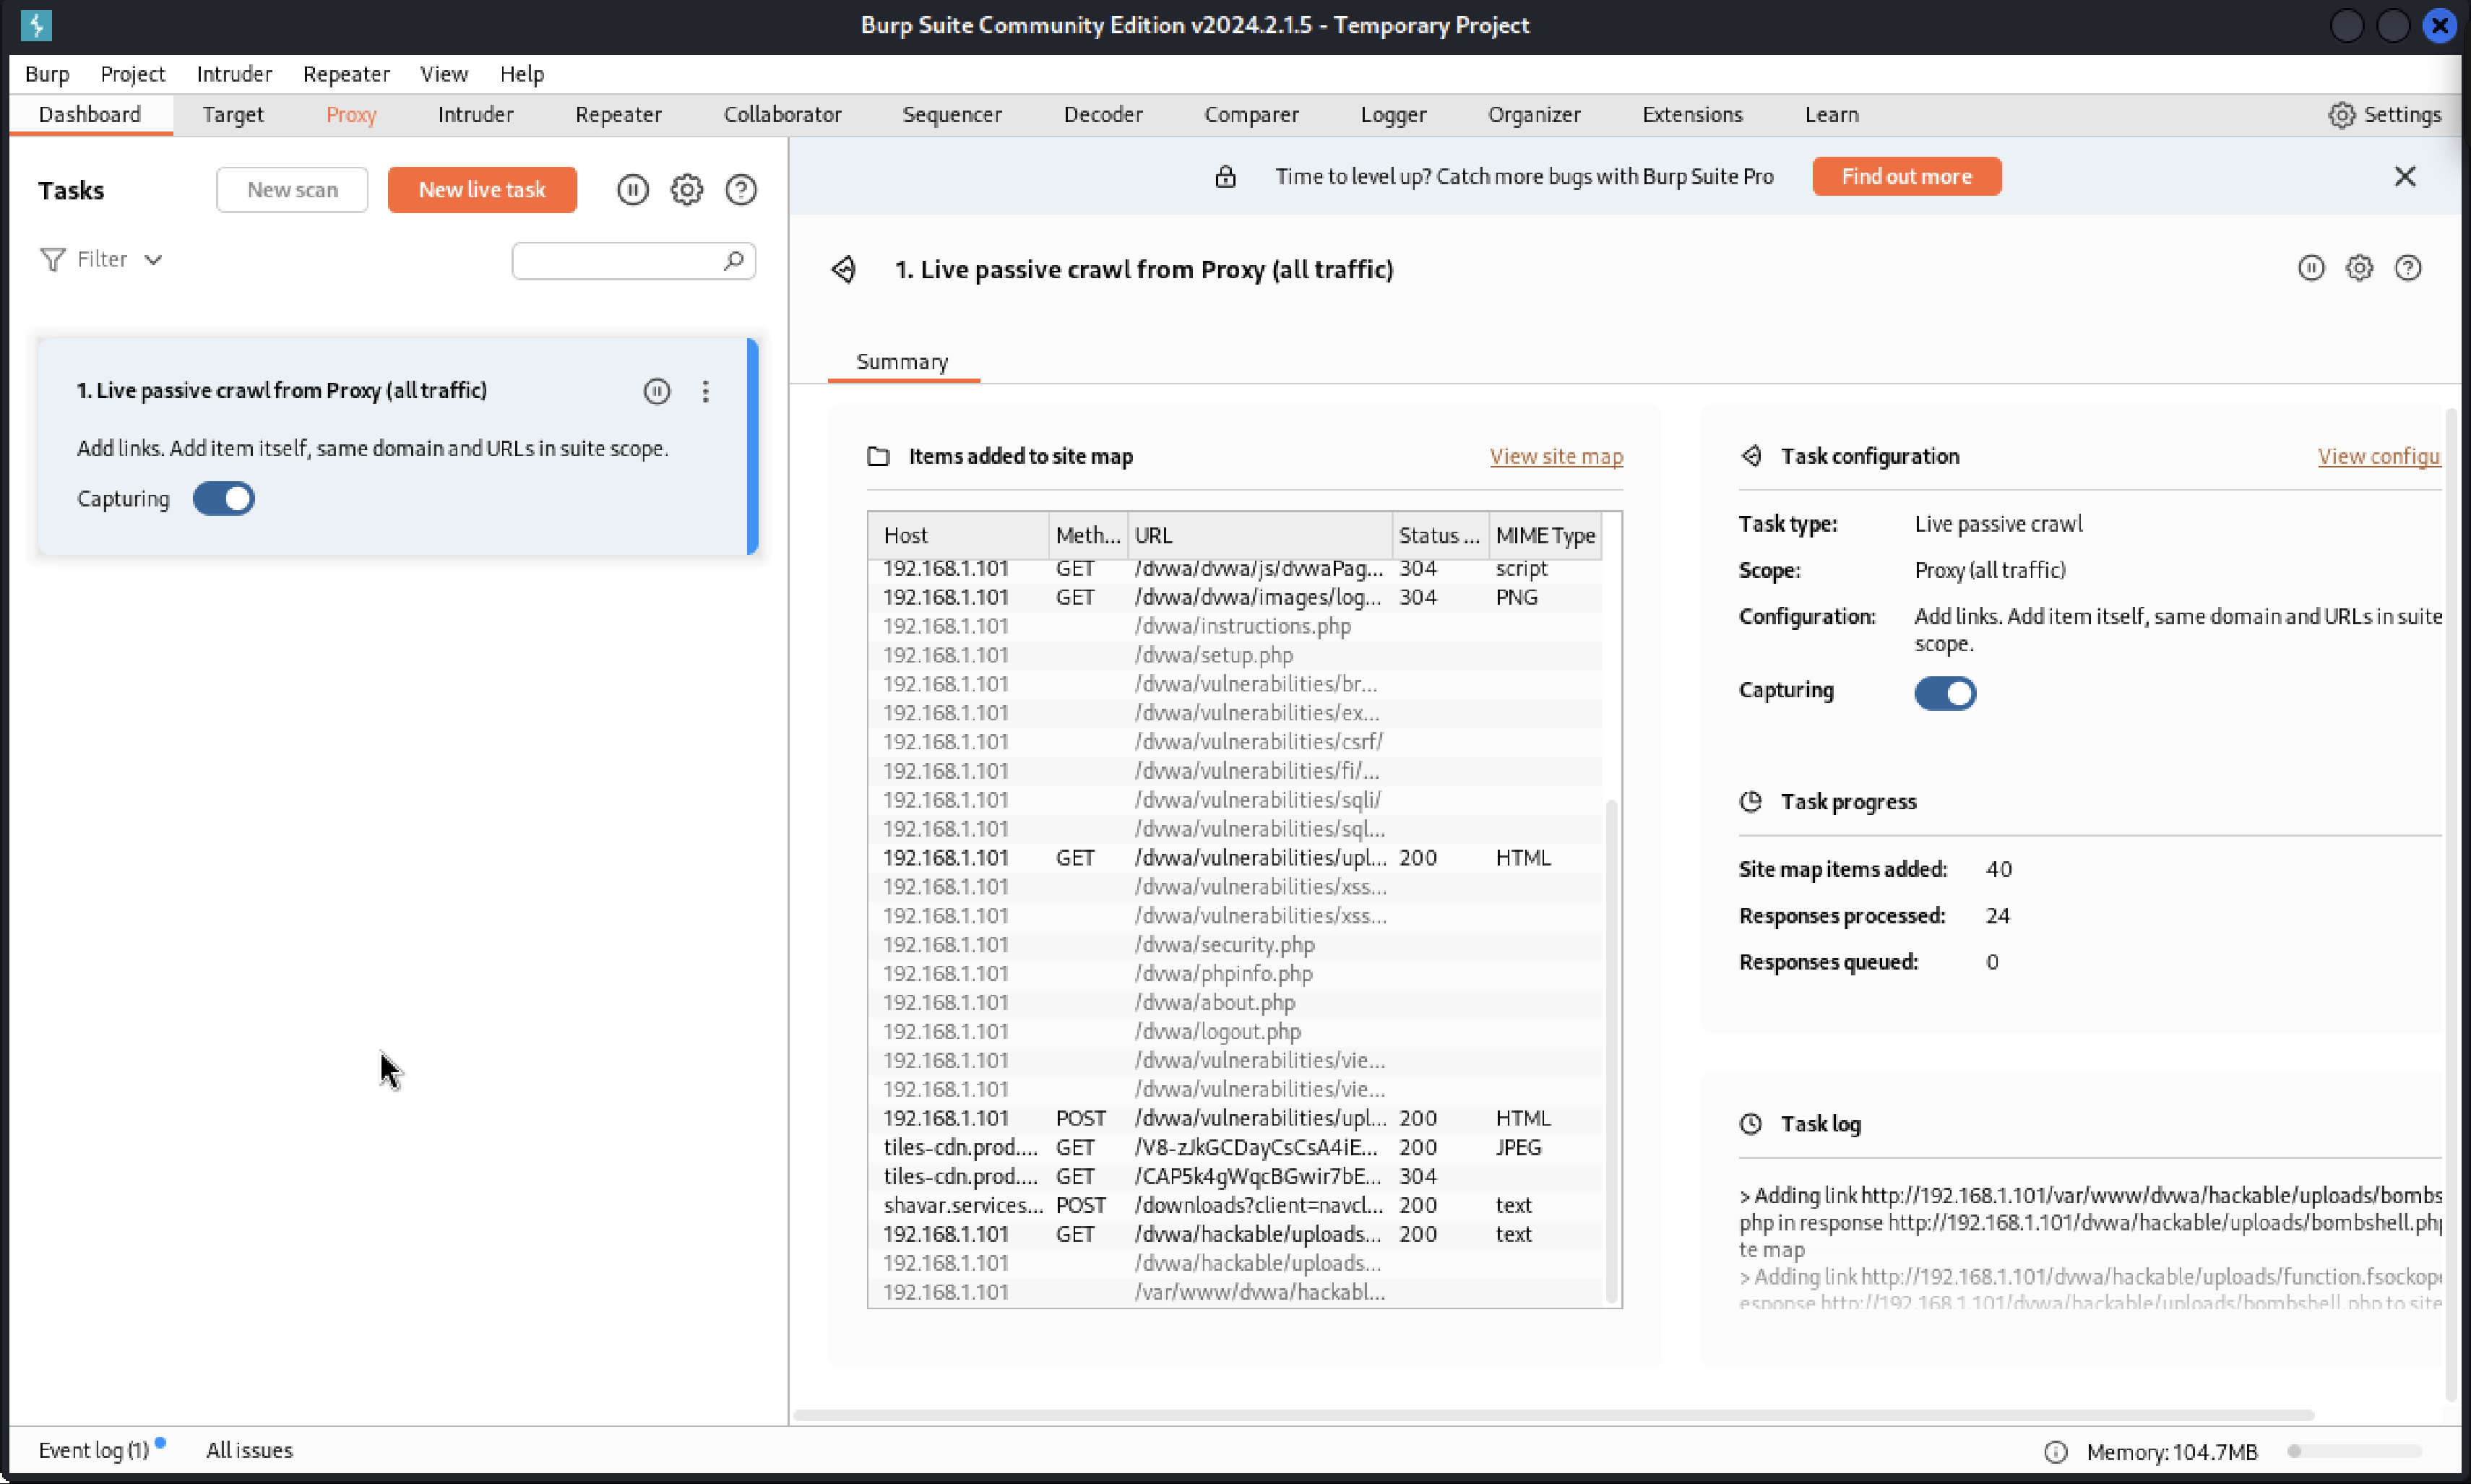 Burp Suite Community Edition v2024.2.1.5 - Temporary Project
Burp Project Intruder Repeater View Help
Dashboard Target Proxy Intruder Repeater Collaborator Sequencer Decoder Comparer Logger Organizer Extensions Learn Settings
Tasks New scan New live task
Filter
1. Live passive crawl from Proxy (all traffic)
Add links. Add item itself, same domain and URLs in suite scope.
Capturing
Time to level up? Catch more bugs with Burp Suite Pro Find out more
1. Live passive crawl from Proxy (all traffic)
Summary
Items added to site map View site map
Host Meth... URL Status ... MIME Type
192.168.1.101 GET /dvwa/dvwa/js/dvwaPag... 304 script
192.168.1.101 GET /dvwa/dvwa/images/log... 304 PNG
192.168.1.101 /dvwa/instructions.php
192.168.1.101 /dvwa/setup.php
192.168.1.101 /dvwa/vulnerabilities/br...
192.168.1.101 /dvwa/vulnerabilities/ex...
192.168.1.101 /dvwa/vulnerabilities/csrf/
192.168.1.101 /dvwa/vulnerabilities/fi/...
192.168.1.101 /dvwa/vulnerabilities/sqli/
192.168.1.101 /dvwa/vulnerabilities/sql...
192.168.1.101 GET /dvwa/vulnerabilities/upl... 200 HTML
192.168.1.101 /dvwa/vulnerabilities/xss...
192.168.1.101 /dvwa/vulnerabilities/xss...
192.168.1.101 /dvwa/security.php
192.168.1.101 /dvwa/phpinfo.php
192.168.1.101 /dvwa/about.php
192.168.1.101 /dvwa/logout.php
192.168.1.101 /dvwa/vulnerabilities/vie...
192.168.1.101 /dvwa/vulnerabilities/vie...
192.168.1.101 POST /dvwa/vulnerabilities/upl... 200 HTML
tiles-cdn.prod.... GET /V8-zJkGCDayCsCsA4iE... 200 JPEG
tiles-cdn.prod.... GET /CAP5k4gWqcBGwir7bE... 304
shavar.services... POST /downloads?client=navcl... 200 text
192.168.1.101 GET /dvwa/hackable/uploads... 200 text
192.168.1.101 /dvwa/hackable/uploads...
192.168.1.101 /var/www/dvwa/hackabl...
Task configuration View configu
Task type: Live passive crawl
Scope: Proxy (all traffic)
Configuration: Add links. Add item itself, same domain and URLs in suite
scope.
Capturing
Task progress
Site map items added: 40
Responses processed: 24
Responses queued: 0
Task log
> Adding link http://192.168.1.101/var/www/dvwa/hackable/uploads/bombs
php in response http://192.168.1.101/dvwa/hackable/uploads/bombshell.php
te map
> Adding link http://192.168.1.101/dvwa/hackable/uploads/function.fsockope
esponse http://192.168.1.101/dvwa/hackable/uploads/bombshell.php to site
Event log (1) All issues Memory: 104.7MB